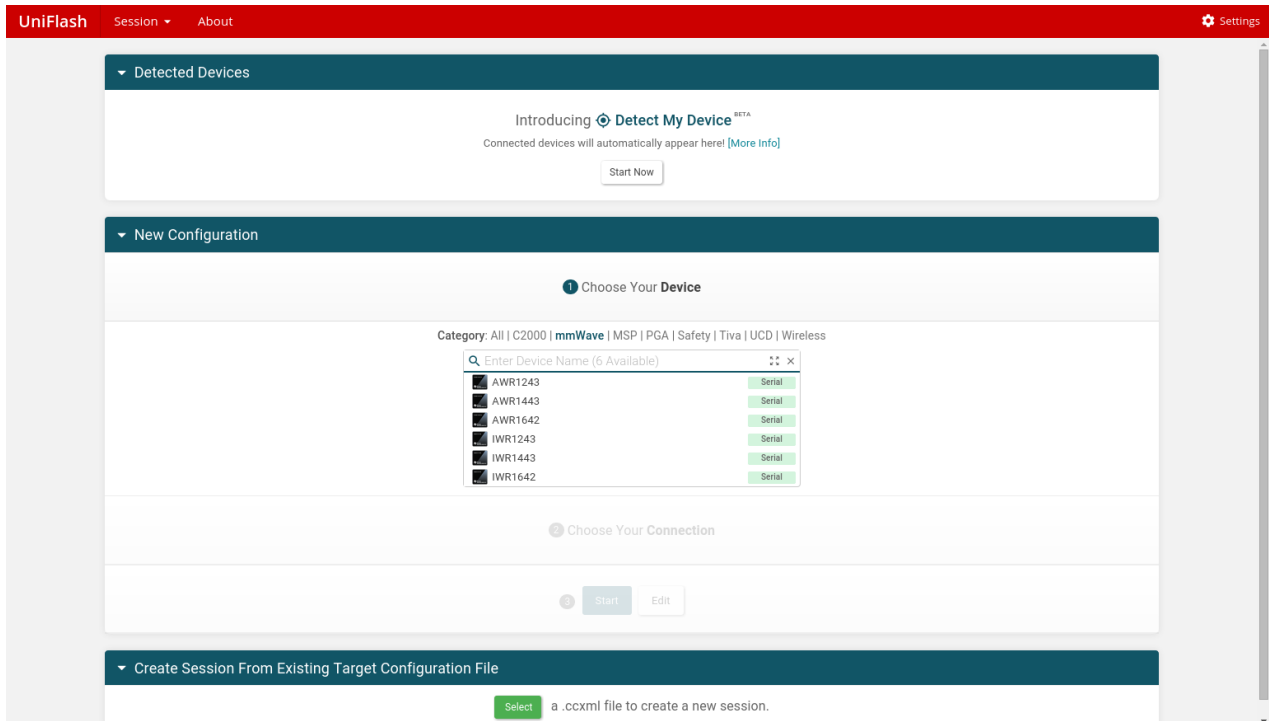 UniFlash Session About Settings
Detected Devices
Introducing Detect My Device BETA
Connected devices will automatically appear here! [More Info]
Start Now
New Configuration
1 Choose Your Device
Category: All | C2000 | mmWave | MSP | PGA | Safety | Tiva | UCD | Wireless
Enter Device Name (6 Available)
AWR1243 Serial
AWR1443 Serial
AWR1642 Serial
IWR1243 Serial
IWR1443 Serial
IWR1642 Serial
2 Choose Your Connection
3 Start Edit
Create Session From Existing Target Configuration File
Select a .ccxml file to create a new session.